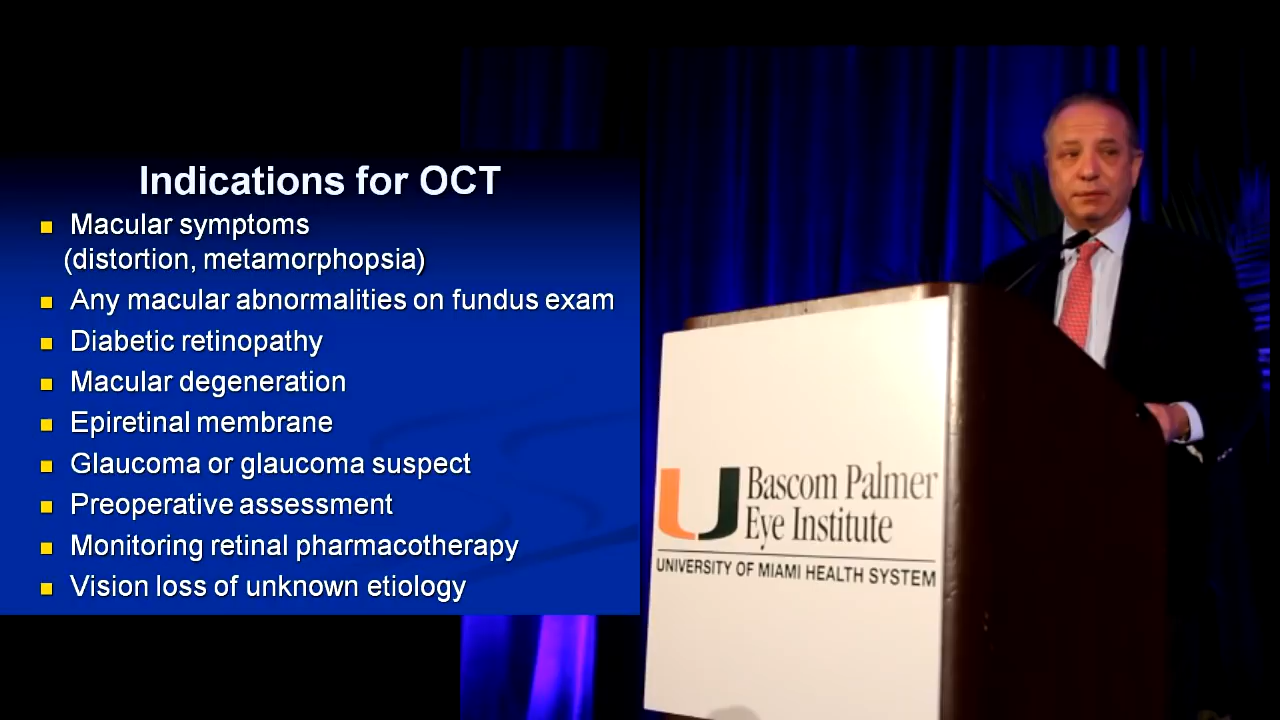 Indications for OCT
Macular symptoms
(distortion, metamorphopsia)
Any macular abnormalities on fundus exam
Diabetic retinopathy
Macular degeneration
Epiretinal membrane
Glaucoma or glaucoma suspect
Preoperative assessment
Monitoring retinal pharmacotherapy
Vision loss of unknown etiology
U Bascom Palmer
Eye Institute
UNIVERSITY OF MIAMI HEALTH SYSTEM